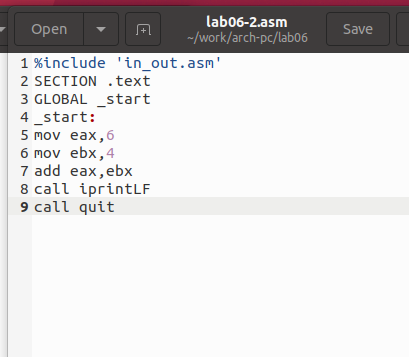 Open
lab06-2.asm
~/work/arch-pc/lab06
Save
1 %include 'in_out.asm'
2 SECTION .text
3 GLOBAL _start
4 _start:
5 mov eax,6
6 mov ebx,4
7 add eax,ebx
8 call iprintLF
9 call quit